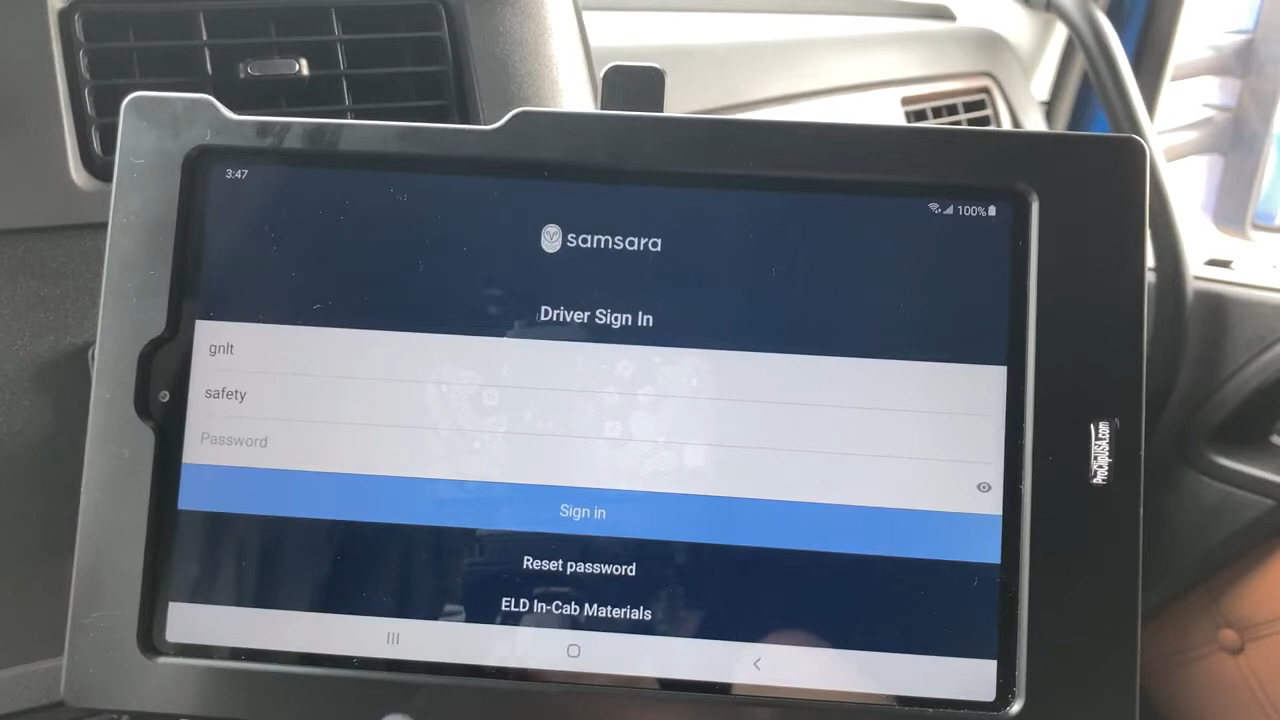 3:47
100%
samsara
Driver Sign In
gnlt
safety
Password
Sign in
Reset password
ELD In-Cab Materials
ProClipUSA.com